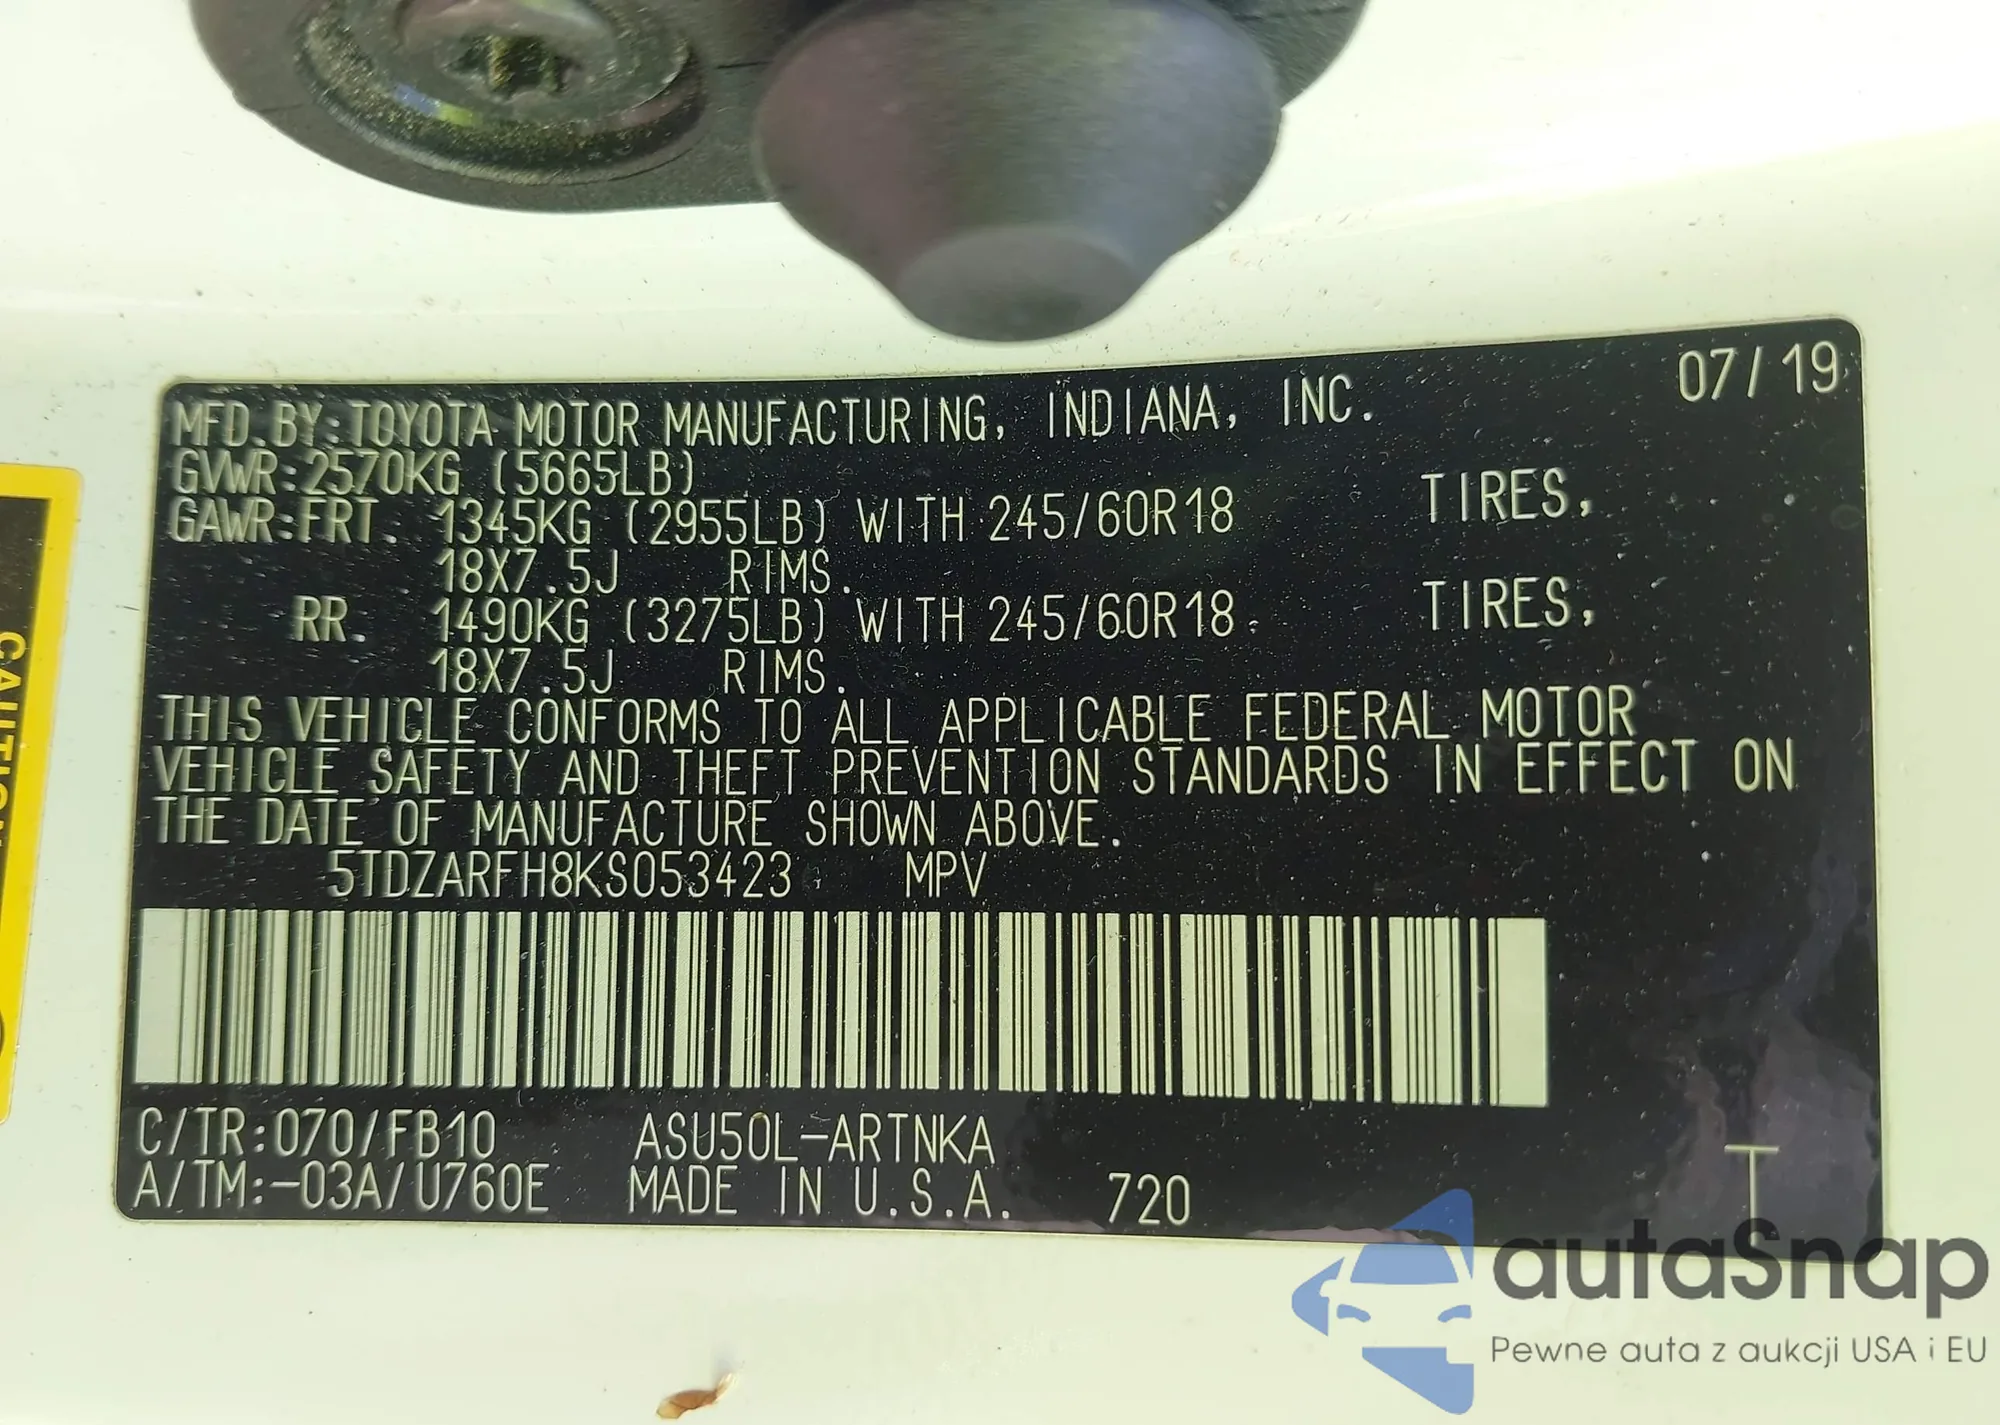 07/19
MFD.BY:TOYOTA MOTOR MANUFACTURING, INDIANA, INC.
GVWR:2570KG (5665LB)
GAWR:FRT. 1345KG (2955LB) WITH 245/60R18 TIRES,
18X7.5J RIMS.
RR. 1490KG (3275LB) WITH 245/60R18 TIRES,
18X7.5J RIMS.
THIS VEHICLE CONFORMS TO ALL APPLICABLE FEDERAL MOTOR
VEHICLE SAFETY AND THEFT PREVENTION STANDARDS IN EFFECT ON
THE DATE OF MANUFACTURE SHOWN ABOVE.
5TDZARFH8KS053423 MPV
C/TR:070/FB10 ASU50L-ARTNKA
A/TM:-03A/U760E MADE IN U.S.A. 720 T
CAUTION
autaSnap
Pewne auta z aukcji USA i EU